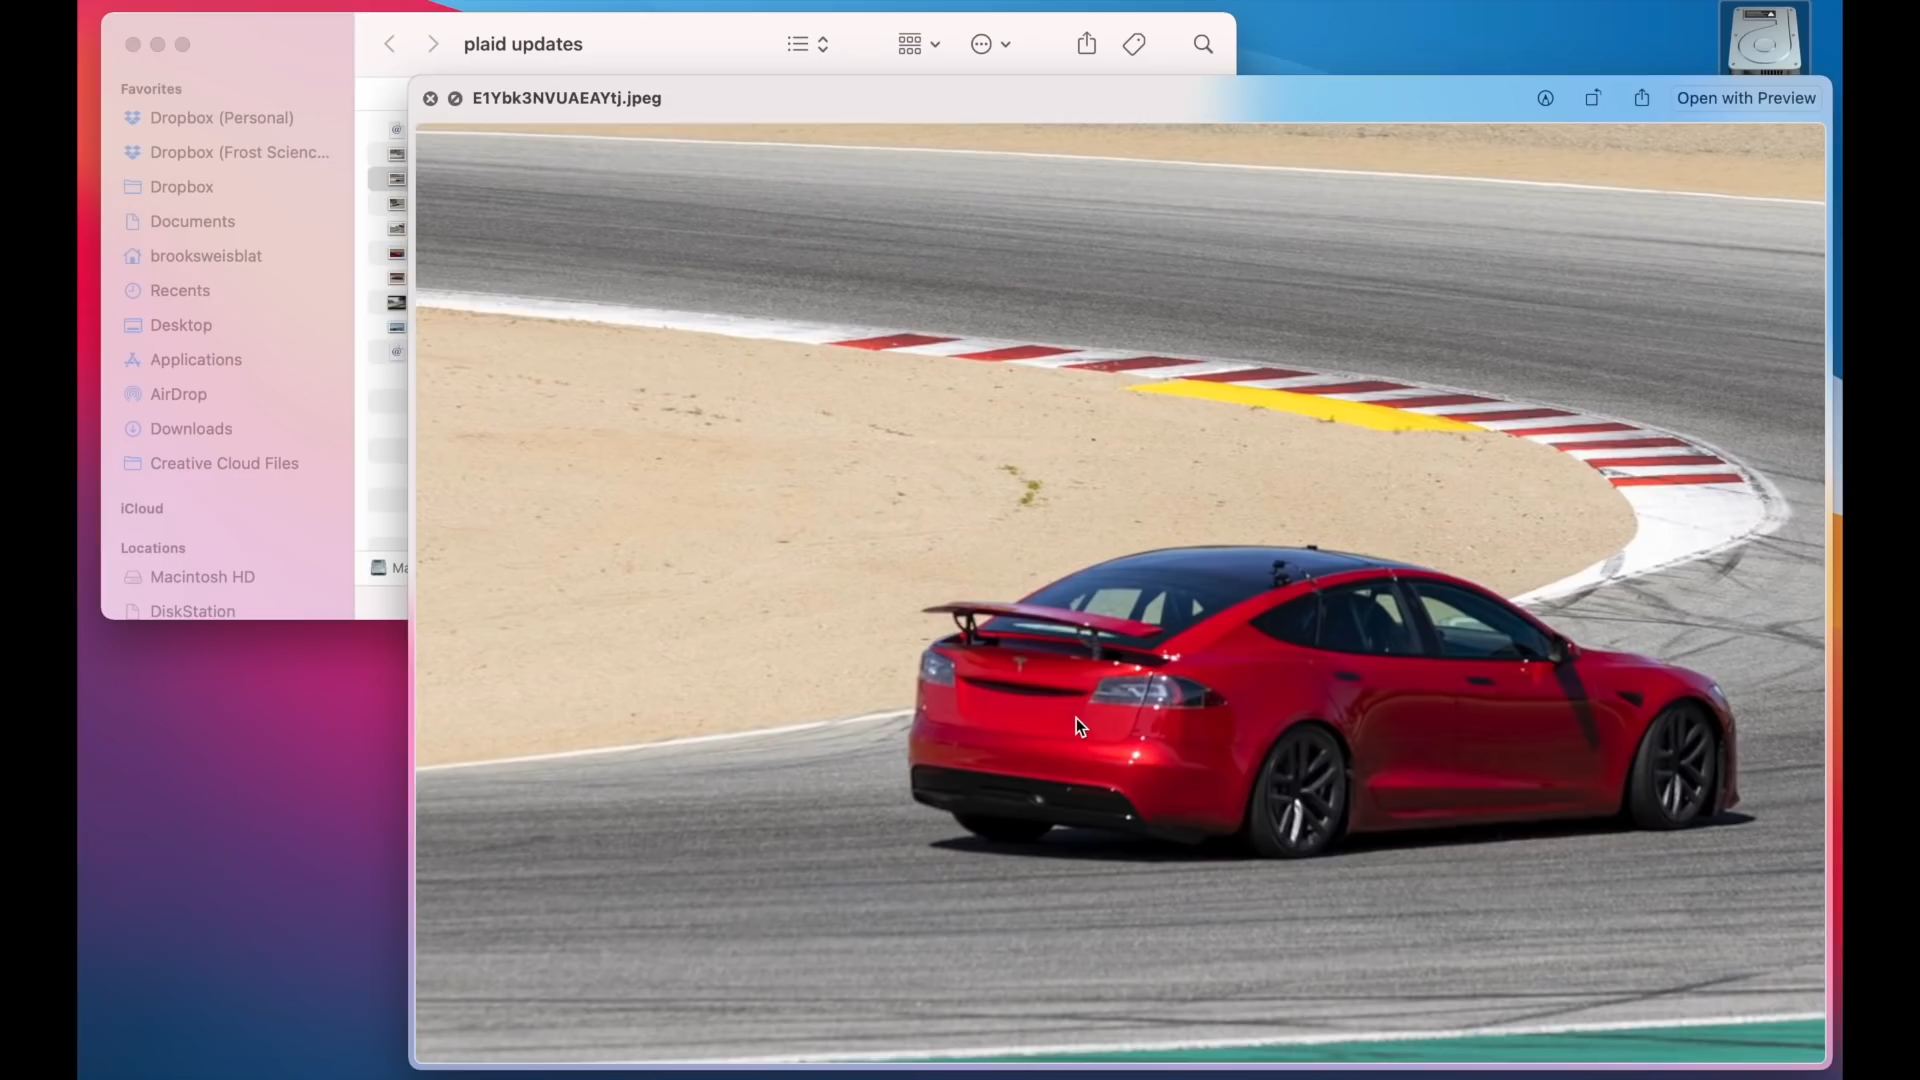 plaid updates
E1Ybk3NVUAEAYtj.jpeg
Open with Preview
Favorites
Dropbox (Personal)
Dropbox (Frost Scienc...
Dropbox
Documents
brooksweisblat
Recents
Desktop
Applications
AirDrop
Downloads
Creative Cloud Files
iCloud
Locations
Macintosh HD
DiskStation
Ma